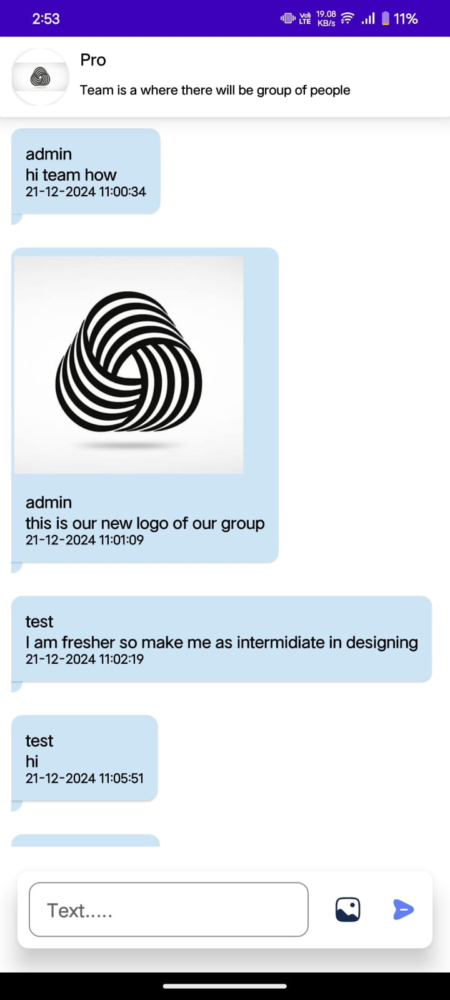 2:53
Vo) LTE 19.08 KB/s 11%
Pro
Team is a where there will be group of people
admin
hi team how
21-12-2024 11:00:34
admin
this is our new logo of our group
21-12-2024 11:01:09
test
I am fresher so make me as intermidiate in designing
21-12-2024 11:02:19
test
hi
21-12-2024 11:05:51
Text.....